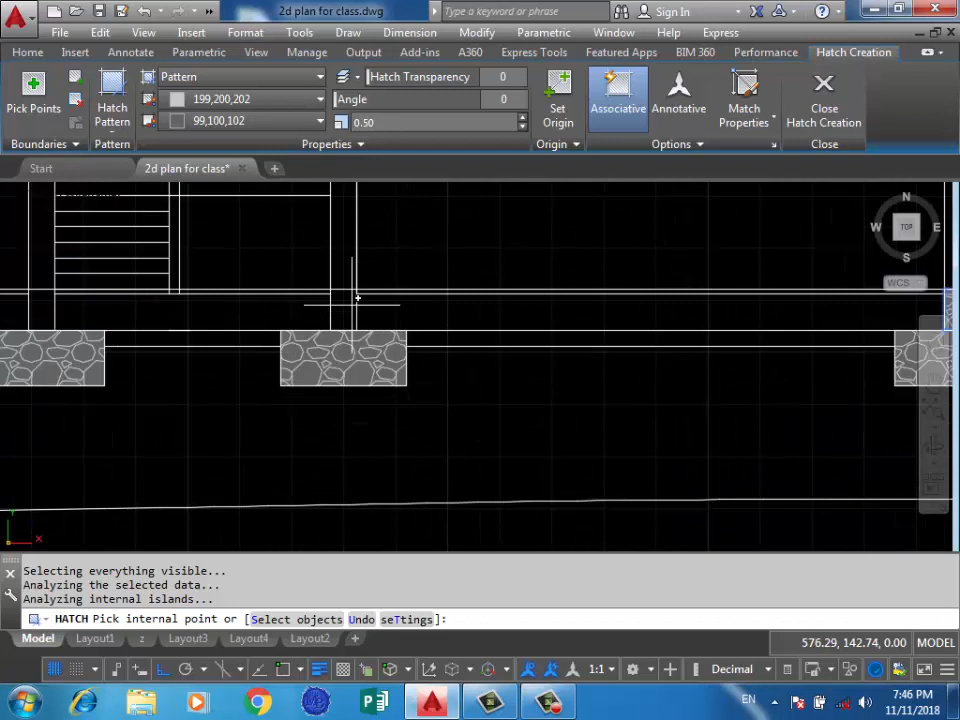 2d plan for class.dwg
Type a keyword or phrase
Sign In
File Edit View Insert Format Tools Draw Dimension Modify Parametric Window Help Express
Home Insert Annotate Parametric View Manage Output Add-ins A360 Express Tools Featured Apps BIM 360 Performance Hatch Creation
Pattern Hatch Transparency 0
199,200,202 Angle 0
99,100,102 0.50
Pick Points Hatch Pattern Set Origin Associative Annotative Match Properties Close Hatch Creation
Boundaries Pattern Properties Origin Options Close
Start 2d plan for class*
N
W TOP E
S
WCS
Y
X
Selecting everything visible...
Analyzing the selected data...
Analyzing internal islands...
HATCH Pick internal point or [Select objects Undo seTtings]:
Model Layout1 z Layout3 Layout4 Layout2 +
576.29, 142.74, 0.00 MODEL
1:1 Decimal
EN
7:46 PM
11/11/2018